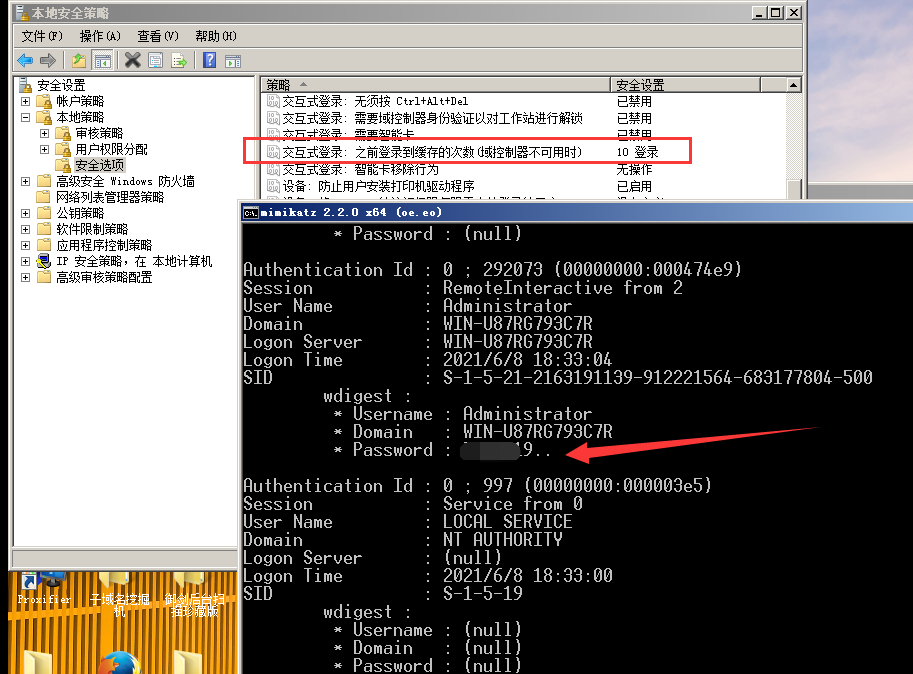 本地安全策略
文件(F) 操作(A) 查看(V) 帮助(H)
安全设置
帐户策略
本地策略
审核策略
用户权限分配
安全选项
高级安全 Windows 防火墙
网络列表管理器策略
公钥策略
软件限制策略
应用程序控制策略
IP 安全策略，在 本地计算机
高级审核策略配置
策略 安全设置
交互式登录: 无须按 Ctrl+Alt+Del 已禁用
交互式登录: 需要域控制器身份验证以对工作站进行解锁 已禁用
交互式登录: 需要智能卡 已禁用
交互式登录: 之前登录到缓存的次数(域控制器不可用时) 10 登录
交互式登录: 智能卡移除行为 无操作
设备: 防止用户安装打印机驱动程序 已启用
mimikatz 2.2.0 x64 (oe.eo)
* Password : (null)
Authentication Id : 0 ; 292073 (00000000:000474e9)
Session : RemoteInteractive from 2
User Name : Administrator
Domain : WIN-U87RG793C7R
Logon Server : WIN-U87RG793C7R
Logon Time : 2021/6/8 18:33:04
SID : S-1-5-21-2163191139-912221564-683177804-500
wdigest :
* Username : Administrator
* Domain : WIN-U87RG793C7R
* Password : 19..
Authentication Id : 0 ; 997 (00000000:000003e5)
Session : Service from 0
User Name : LOCAL SERVICE
Domain : NT AUTHORITY
Logon Server : (null)
Logon Time : 2021/6/8 18:33:00
SID : S-1-5-19
wdigest :
* Username : (null)
* Domain : (null)
* Password : (null)
Proxifier
子域名挖掘机
御剑后台扫描珍藏版